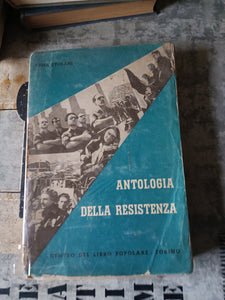 ANTOLOGIA
DELLA RESISTENZA
CENTRO DEL LIBRO POPOLARE - TORINO